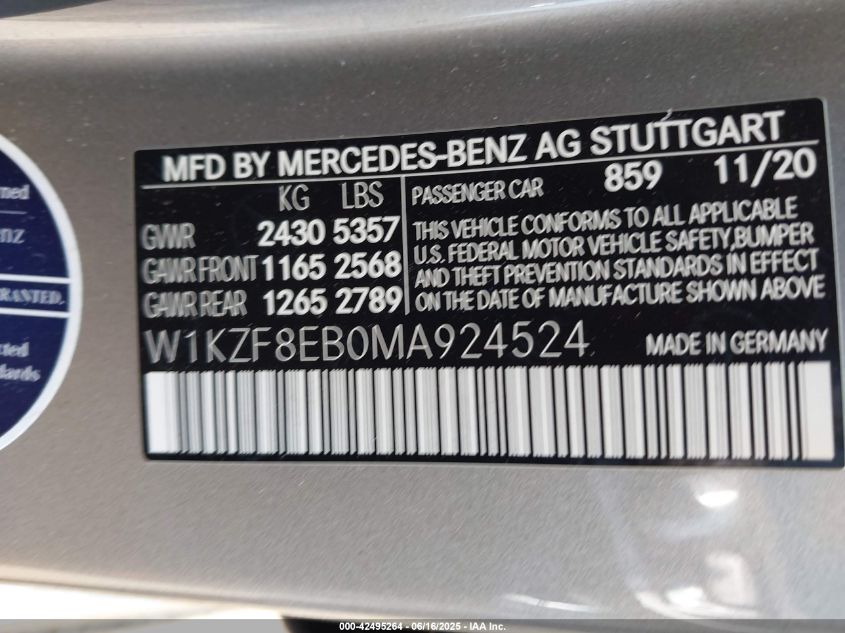 MFD BY MERCEDES-BENZ AG STUTTGART
KG LBS
GVWR 2430 5357
GAWR FRONT 1165 2568
GAWR REAR 1265 2789
PASSENGER CAR 859 11/20
THIS VEHICLE CONFORMS TO ALL APPLICABLE
U.S. FEDERAL MOTOR VEHICLE SAFETY,BUMPER
AND THEFT PREVENTION STANDARDS IN EFFECT
ON THE DATE OF MANUFACTURE SHOWN ABOVE
W1KZF8EB0MA924524 MADE IN GERMANY
000-42495264 - 06/16/2025 - IAA Inc.